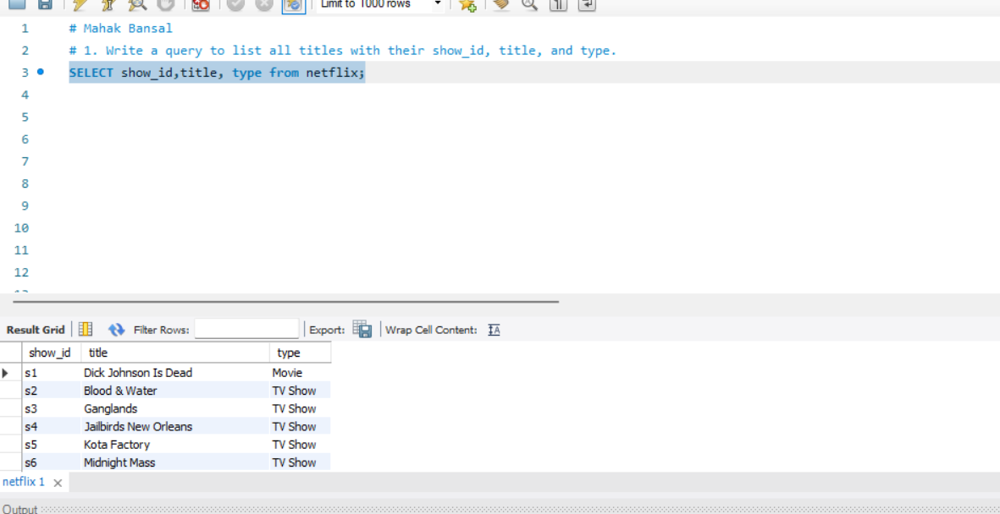 Limit to 1000 rows
1 # Mahak Bansal
2 # 1. Write a query to list all titles with their show_id, title, and type.
3 SELECT show_id,title, type from netflix;
4
5
6
7
8
9
10
11
12
Result Grid Filter Rows: Export: Wrap Cell Content: IA
show_id title type
s1 Dick Johnson Is Dead Movie
s2 Blood & Water TV Show
s3 Ganglands TV Show
s4 Jailbirds New Orleans TV Show
s5 Kota Factory TV Show
s6 Midnight Mass TV Show
netflix 1
Output